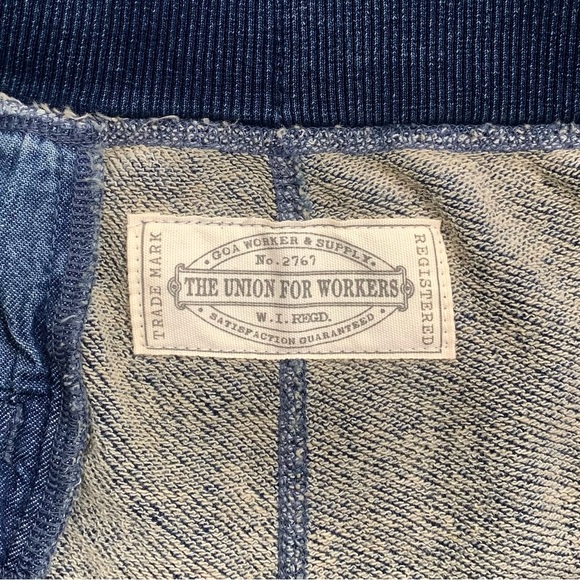 TRADE MARK
GOA WORKER & SUPPLY
No. 2767
THE UNION FOR WORKERS
W. I. REGD.
SATISFACTION GUARANTEED
REGISTERED